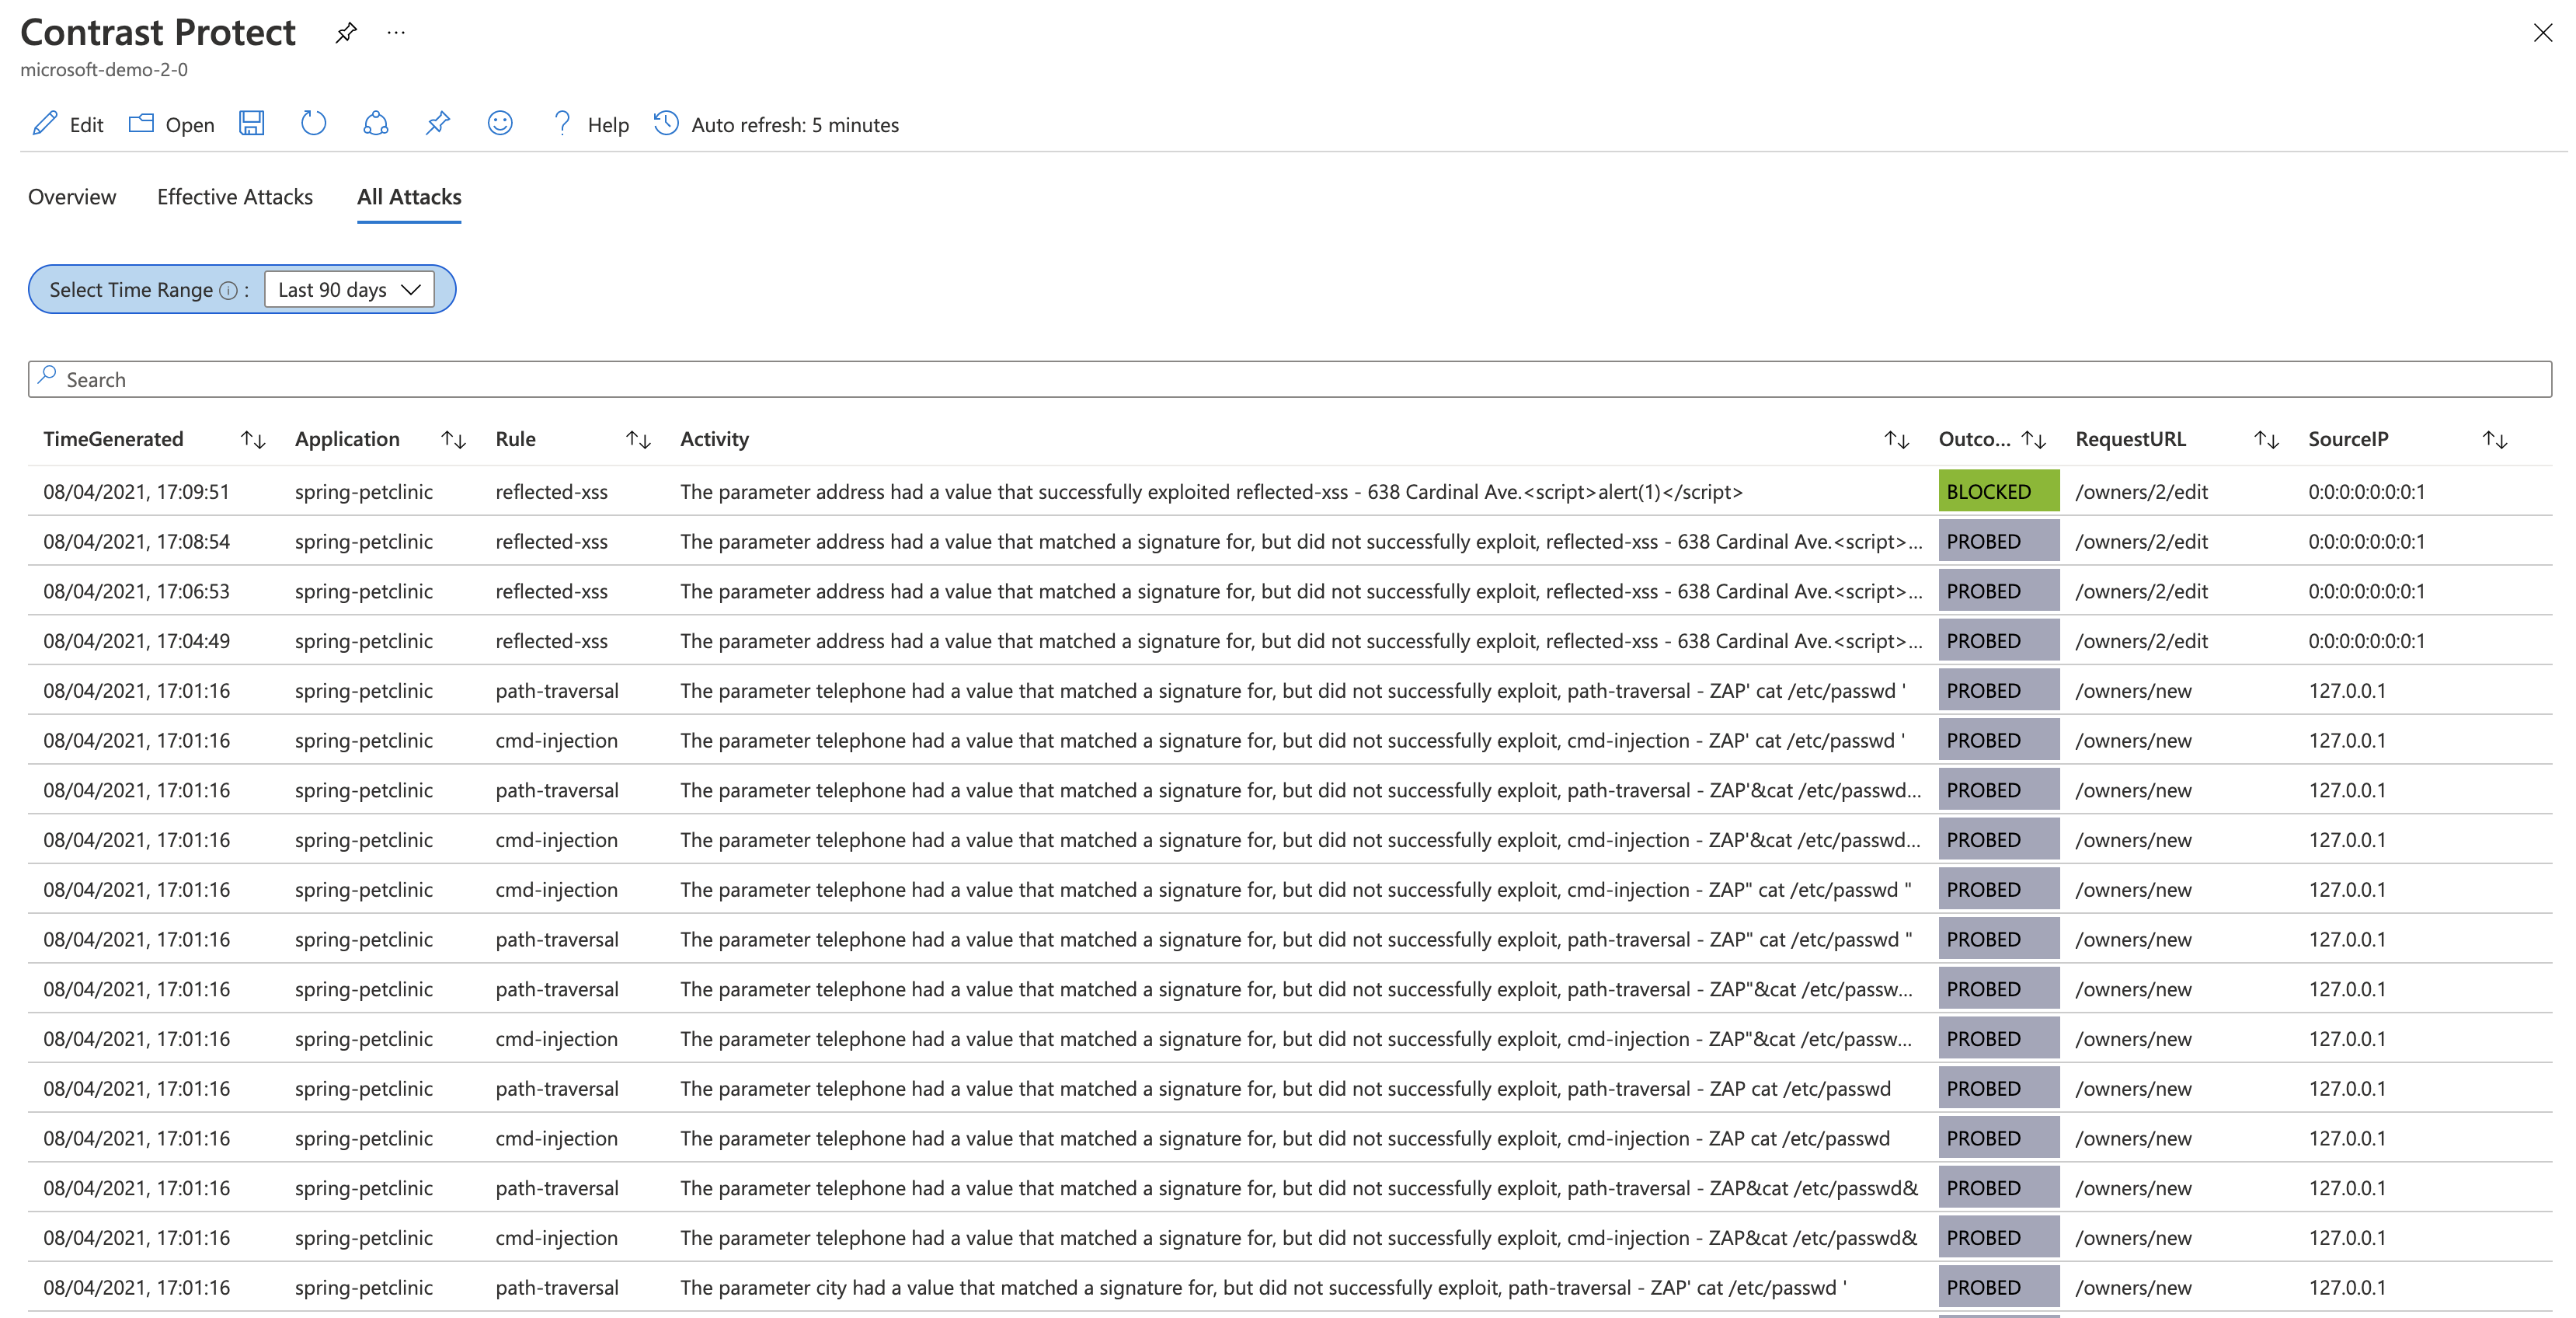 Contrast Protect ...
microsoft-demo-2-0
Edit Open Help Auto refresh: 5 minutes
Overview Effective Attacks All Attacks
Select Time Range : Last 90 days
Search
TimeGenerated Application Rule Activity Outco... RequestURL SourceIP
08/04/2021, 17:09:51 spring-petclinic reflected-xss The parameter address had a value that successfully exploited reflected-xss - 638 Cardinal Ave.<script>alert(1)</script> BLOCKED /owners/2/edit 0:0:0:0:0:0:0:1
08/04/2021, 17:08:54 spring-petclinic reflected-xss The parameter address had a value that matched a signature for, but did not successfully exploit, reflected-xss - 638 Cardinal Ave.<script>... PROBED /owners/2/edit 0:0:0:0:0:0:0:1
08/04/2021, 17:06:53 spring-petclinic reflected-xss The parameter address had a value that matched a signature for, but did not successfully exploit, reflected-xss - 638 Cardinal Ave.<script>... PROBED /owners/2/edit 0:0:0:0:0:0:0:1
08/04/2021, 17:04:49 spring-petclinic reflected-xss The parameter address had a value that matched a signature for, but did not successfully exploit, reflected-xss - 638 Cardinal Ave.<script>... PROBED /owners/2/edit 0:0:0:0:0:0:0:1
08/04/2021, 17:01:16 spring-petclinic path-traversal The parameter telephone had a value that matched a signature for, but did not successfully exploit, path-traversal - ZAP' cat /etc/passwd ' PROBED /owners/new 127.0.0.1
08/04/2021, 17:01:16 spring-petclinic cmd-injection The parameter telephone had a value that matched a signature for, but did not successfully exploit, cmd-injection - ZAP' cat /etc/passwd ' PROBED /owners/new 127.0.0.1
08/04/2021, 17:01:16 spring-petclinic path-traversal The parameter telephone had a value that matched a signature for, but did not successfully exploit, path-traversal - ZAP'&cat /etc/passwd... PROBED /owners/new 127.0.0.1
08/04/2021, 17:01:16 spring-petclinic cmd-injection The parameter telephone had a value that matched a signature for, but did not successfully exploit, cmd-injection - ZAP'&cat /etc/passwd... PROBED /owners/new 127.0.0.1
08/04/2021, 17:01:16 spring-petclinic cmd-injection The parameter telephone had a value that matched a signature for, but did not successfully exploit, cmd-injection - ZAP" cat /etc/passwd " PROBED /owners/new 127.0.0.1
08/04/2021, 17:01:16 spring-petclinic path-traversal The parameter telephone had a value that matched a signature for, but did not successfully exploit, path-traversal - ZAP" cat /etc/passwd " PROBED /owners/new 127.0.0.1
08/04/2021, 17:01:16 spring-petclinic path-traversal The parameter telephone had a value that matched a signature for, but did not successfully exploit, path-traversal - ZAP"&cat /etc/passw... PROBED /owners/new 127.0.0.1
08/04/2021, 17:01:16 spring-petclinic cmd-injection The parameter telephone had a value that matched a signature for, but did not successfully exploit, cmd-injection - ZAP"&cat /etc/passw... PROBED /owners/new 127.0.0.1
08/04/2021, 17:01:16 spring-petclinic path-traversal The parameter telephone had a value that matched a signature for, but did not successfully exploit, path-traversal - ZAP cat /etc/passwd PROBED /owners/new 127.0.0.1
08/04/2021, 17:01:16 spring-petclinic cmd-injection The parameter telephone had a value that matched a signature for, but did not successfully exploit, cmd-injection - ZAP cat /etc/passwd PROBED /owners/new 127.0.0.1
08/04/2021, 17:01:16 spring-petclinic path-traversal The parameter telephone had a value that matched a signature for, but did not successfully exploit, path-traversal - ZAP&cat /etc/passwd& PROBED /owners/new 127.0.0.1
08/04/2021, 17:01:16 spring-petclinic cmd-injection The parameter telephone had a value that matched a signature for, but did not successfully exploit, cmd-injection - ZAP&cat /etc/passwd& PROBED /owners/new 127.0.0.1
08/04/2021, 17:01:16 spring-petclinic path-traversal The parameter city had a value that matched a signature for, but did not successfully exploit, path-traversal - ZAP' cat /etc/passwd ' PROBED /owners/new 127.0.0.1